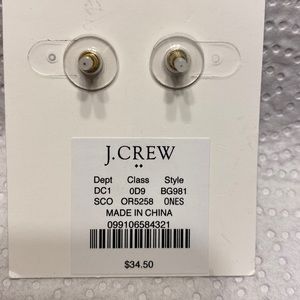 J.CREW
Dept Class Style
DC1 0D9 BG981
SCO OR5258 0NES
MADE IN CHINA
099106584321
$34.50